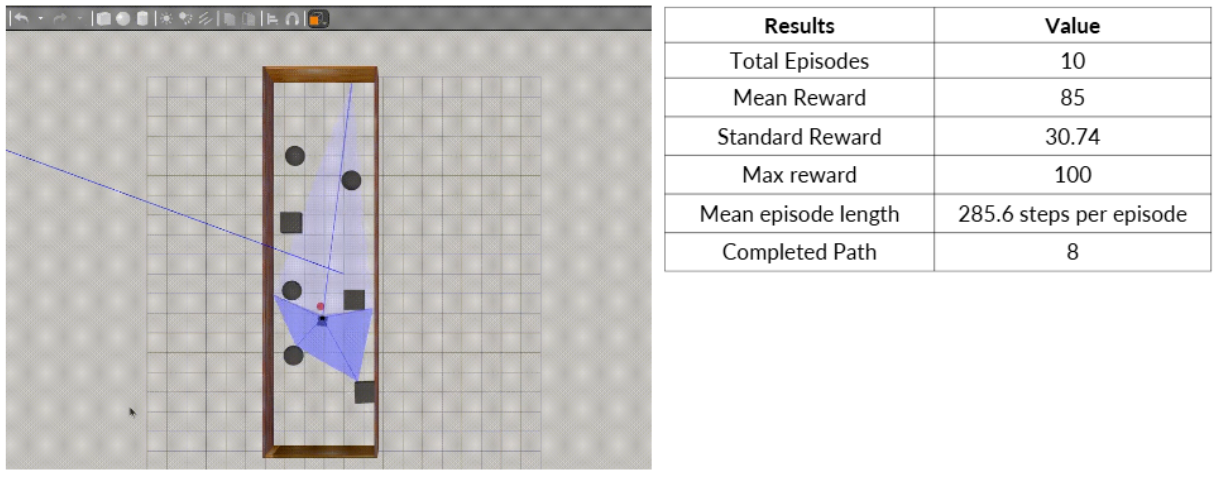 Results Value
Total Episodes 10
Mean Reward 85
Standard Reward 30.74
Max reward 100
Mean episode length 285.6 steps per episode
Completed Path 8